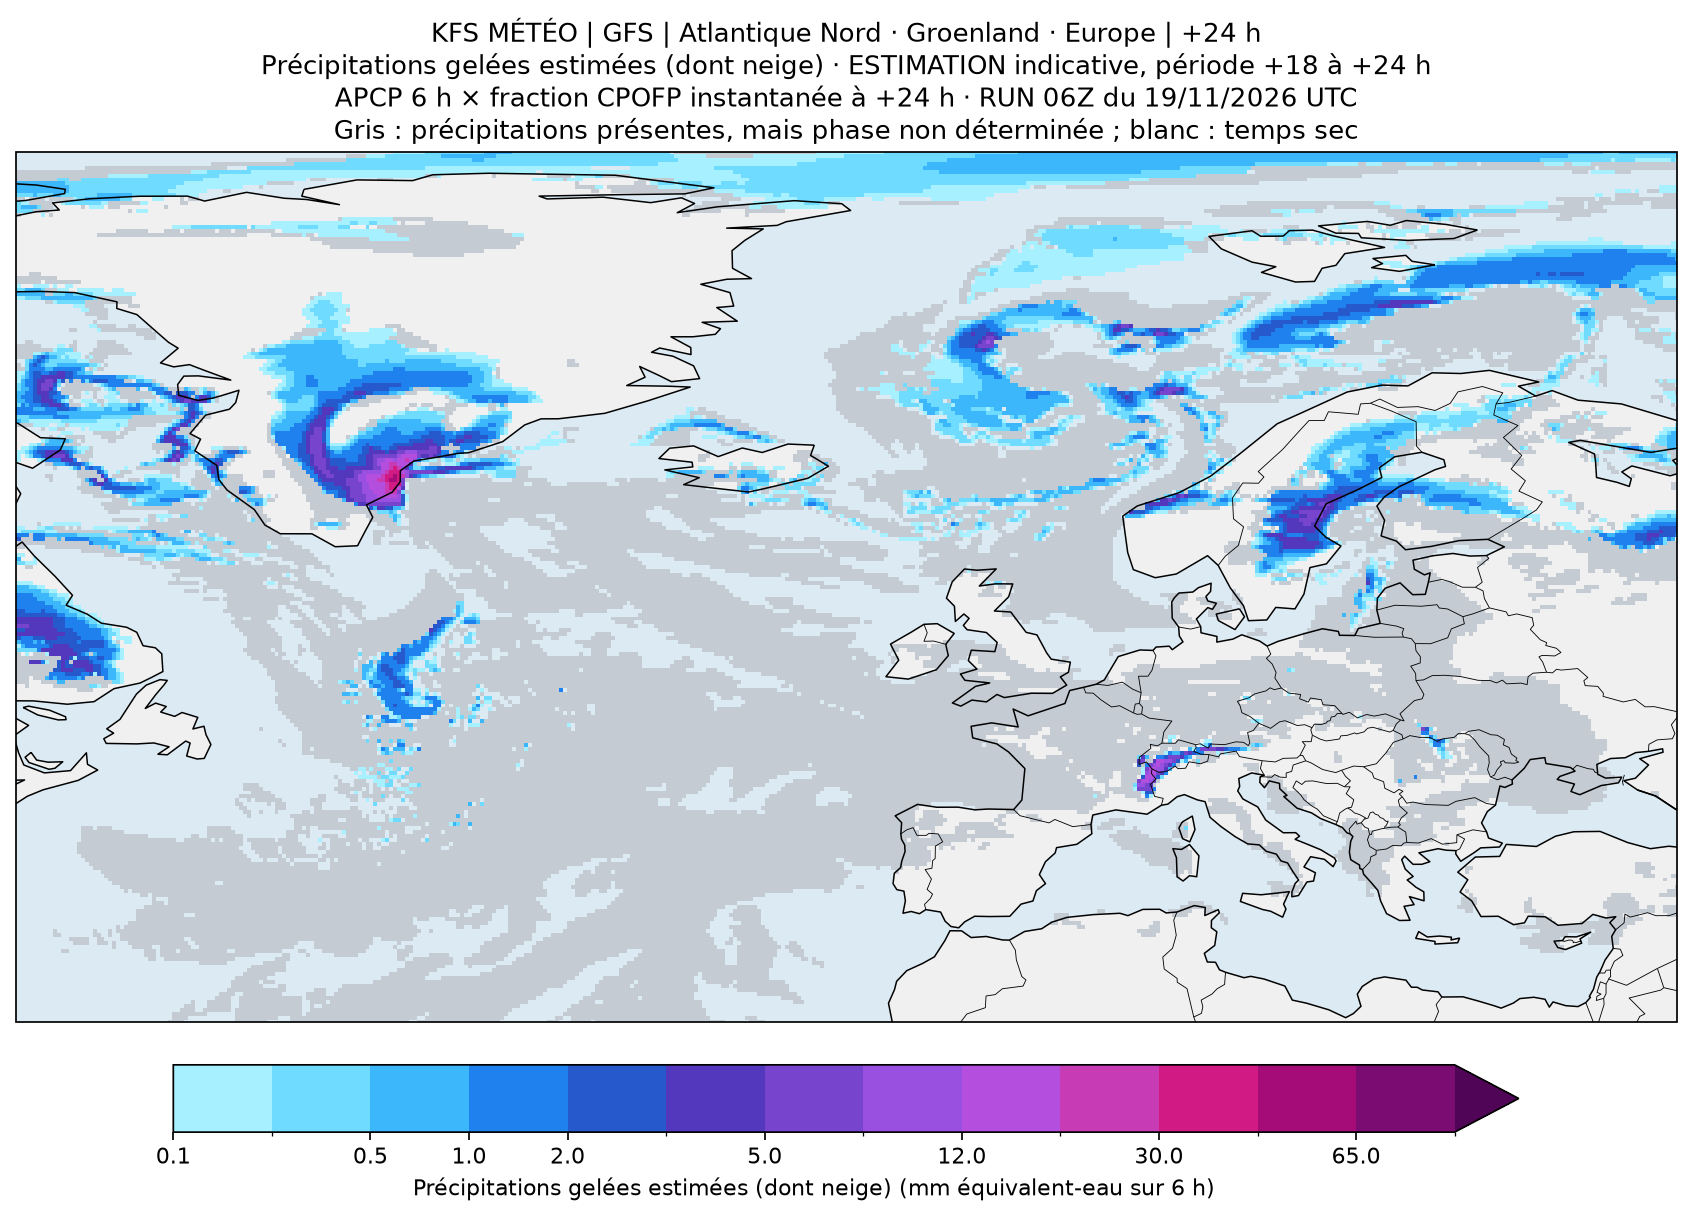 KFS MÉTÉO | GFS | Atlantique Nord · Groenland · Europe | +24 h
Précipitations gelées estimées (dont neige) · ESTIMATION indicative, période +18 à +24 h
APCP 6 h × fraction CPOFP instantanée à +24 h · RUN 06Z du 19/11/2026 UTC
Gris : précipitations présentes, mais phase non déterminée ; blanc : temps sec
0.1 0.5 1.0 2.0 5.0 12.0 30.0 65.0
Précipitations gelées estimées (dont neige) (mm équivalent-eau sur 6 h)